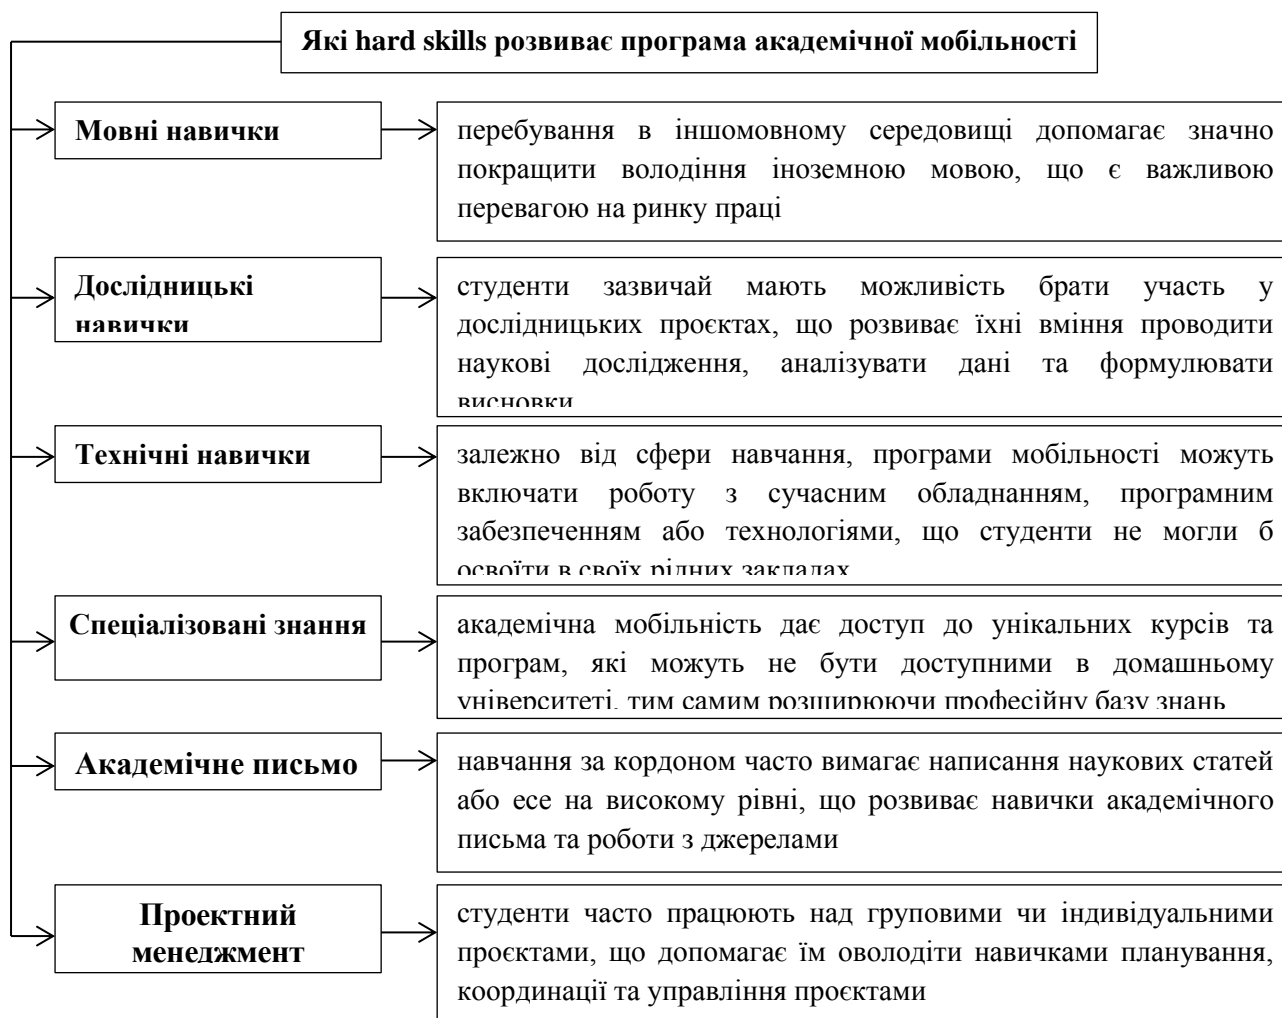 Які hard skills розвиває програма академічної мобільності
Мовні навички
перебування в іншомовному середовищі допомагає значно
покращити володіння іноземною мовою, що є важливою
перевагою на ринку праці
Дослідницькі
навички
студенти зазвичай мають можливість брати участь у
дослідницьких проєктах, що розвиває їхні вміння проводити
наукові дослідження, аналізувати дані та формулювати
висновки
Технічні навички
залежно від сфери навчання, програми мобільності можуть
включати роботу з сучасним обладнанням, програмним
забезпеченням або технологіями, що студенти не могли б
освоїти в своїх рідних закладах
Спеціалізовані знання
академічна мобільність дає доступ до унікальних курсів та
програм, які можуть не бути доступними в домашньому
університеті, тим самим розширюючи професійну базу знань
Академічне письмо
навчання за кордоном часто вимагає написання наукових статей
або есе на високому рівні, що розвиває навички академічного
письма та роботи з джерелами
Проектний
менеджмент
студенти часто працюють над груповими чи індивідуальними
проєктами, що допомагає їм оволодіти навичками планування,
координації та управління проєктами